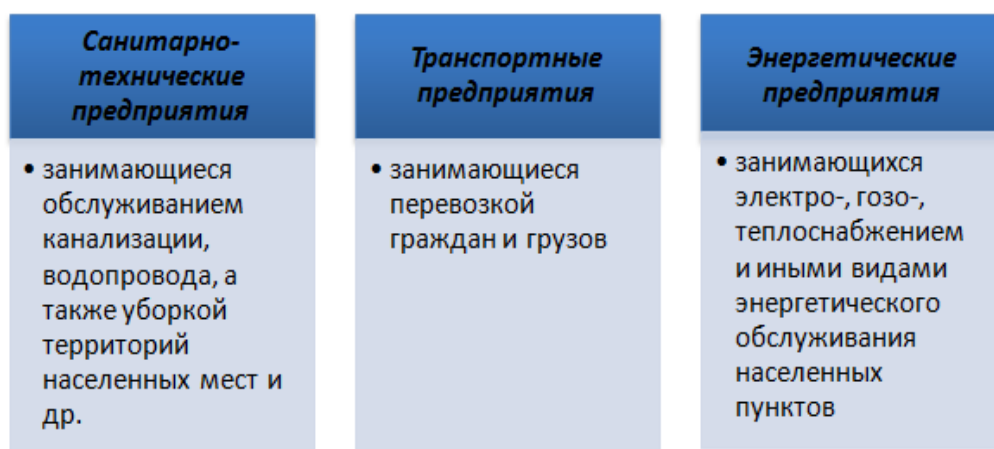 Санитарно-
технические
предприятия
• занимающиеся
обслуживанием
канализации,
водопровода, а
также уборкой
территорий
населенных мест и
др.
Транспортные
предприятия
• занимающиеся
перевозкой
граждан и грузов
Энергетические
предприятия
• занимающихся
электро-, гозо-,
теплоснабжением
и иными видами
энергетического
обслуживания
населенных
пунктов